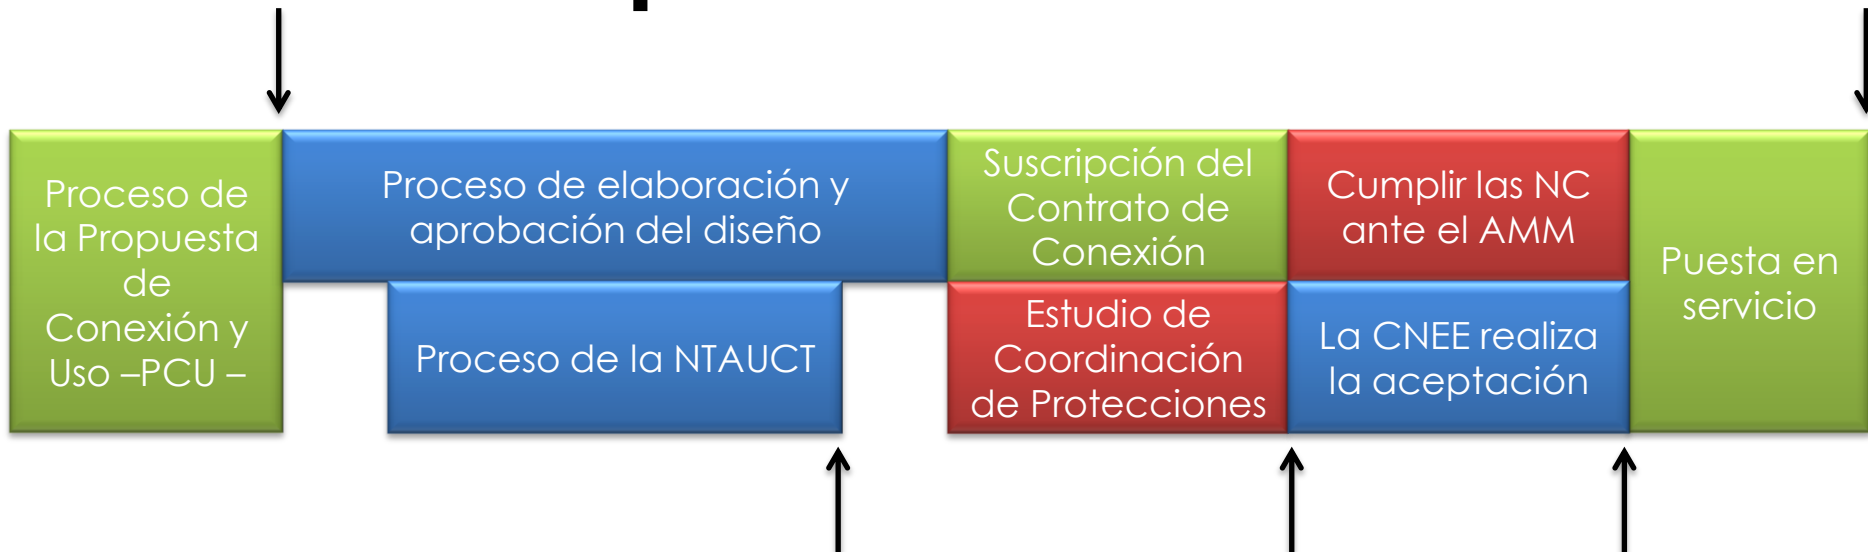 Proceso de
la Propuesta
de
Conexión y
Uso –PCU –
Proceso de elaboración y
aprobación del diseño
Proceso de la NTAUCT
Suscripción del
Contrato de
Conexión
Estudio de
Coordinación
de Protecciones
Cumplir las NC
ante el AMM
La CNEE realiza
la aceptación
Puesta en
servicio